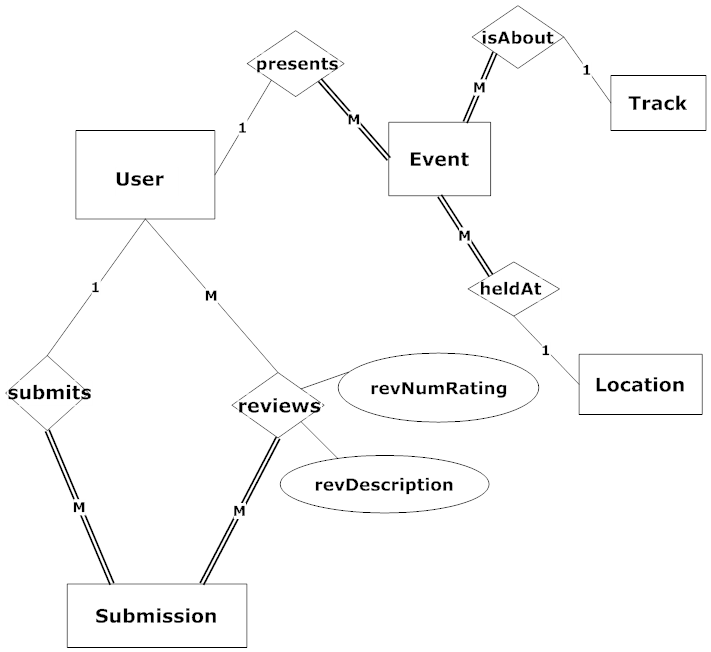 isAbout
presents
1
M
Track
M
1
Event
User
M
1
heldAt
M
1
Location
revNumRating
submits
reviews
revDescription
M
M
Submission